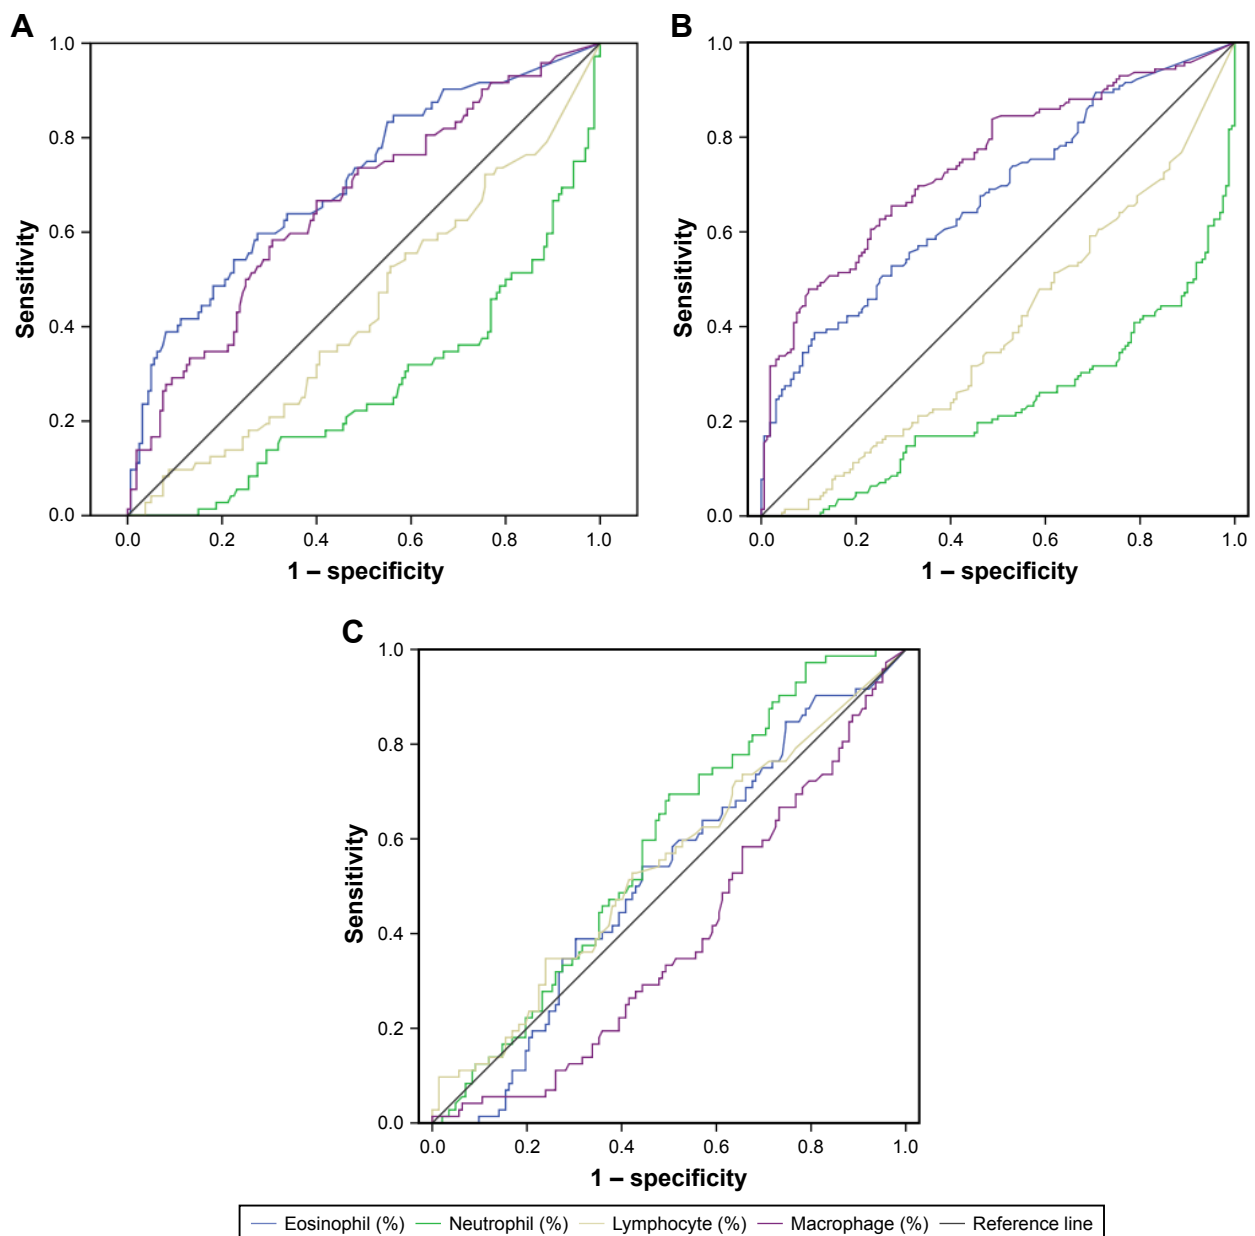 A
1.0
0.8
0.6
0.4
0.2
0.0
Sensitivity
0.0 0.2 0.4 0.6 0.8 1.0
1 – specificity
B
1.0
0.8
0.6
0.4
0.2
0.0
Sensitivity
0.0 0.2 0.4 0.6 0.8 1.0
1 – specificity
C
1.0
0.8
0.6
0.4
0.2
0.0
Sensitivity
0.0 0.2 0.4 0.6 0.8 1.0
1 – specificity
Eosinophil (%) Neutrophil (%) Lymphocyte (%) Macrophage (%) Reference line